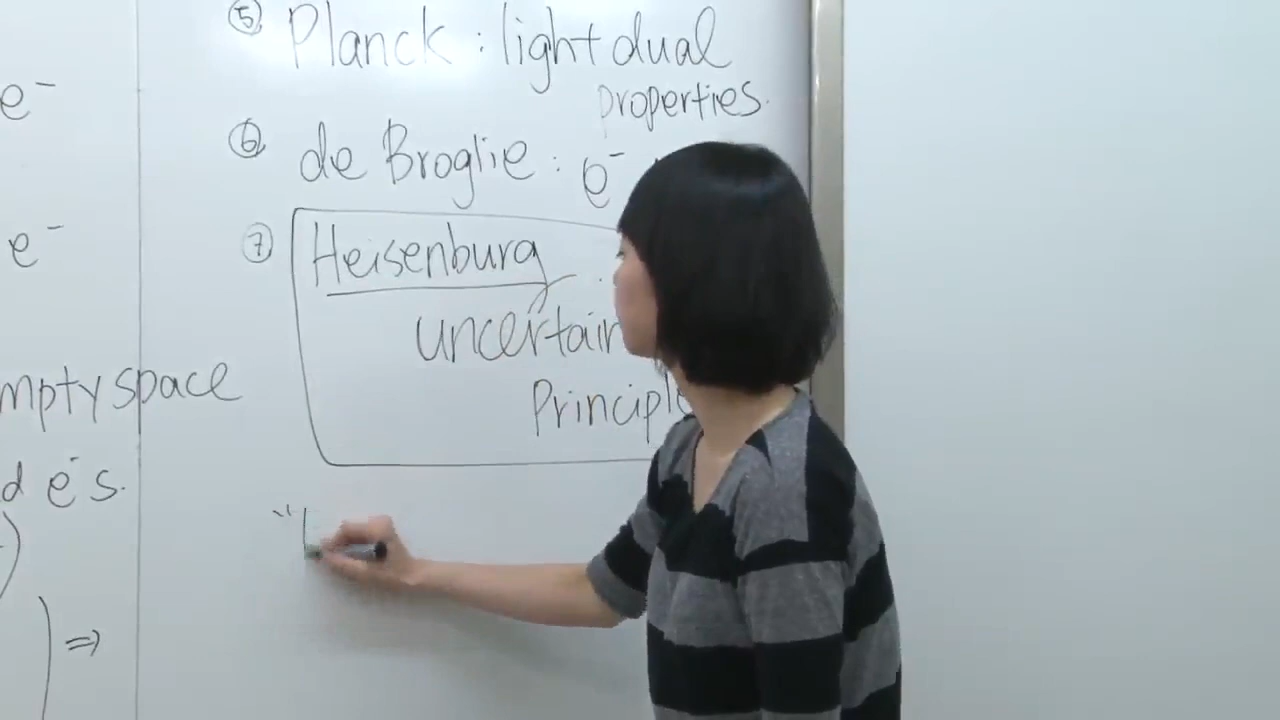 e⁻
e⁻
mpty space
d e⁻s.
)
) ⇒
⑤ Planck : light dual
properties.
⑥ de Broglie : e⁻
⑦ Heisenburg :
uncertain
Principle
"